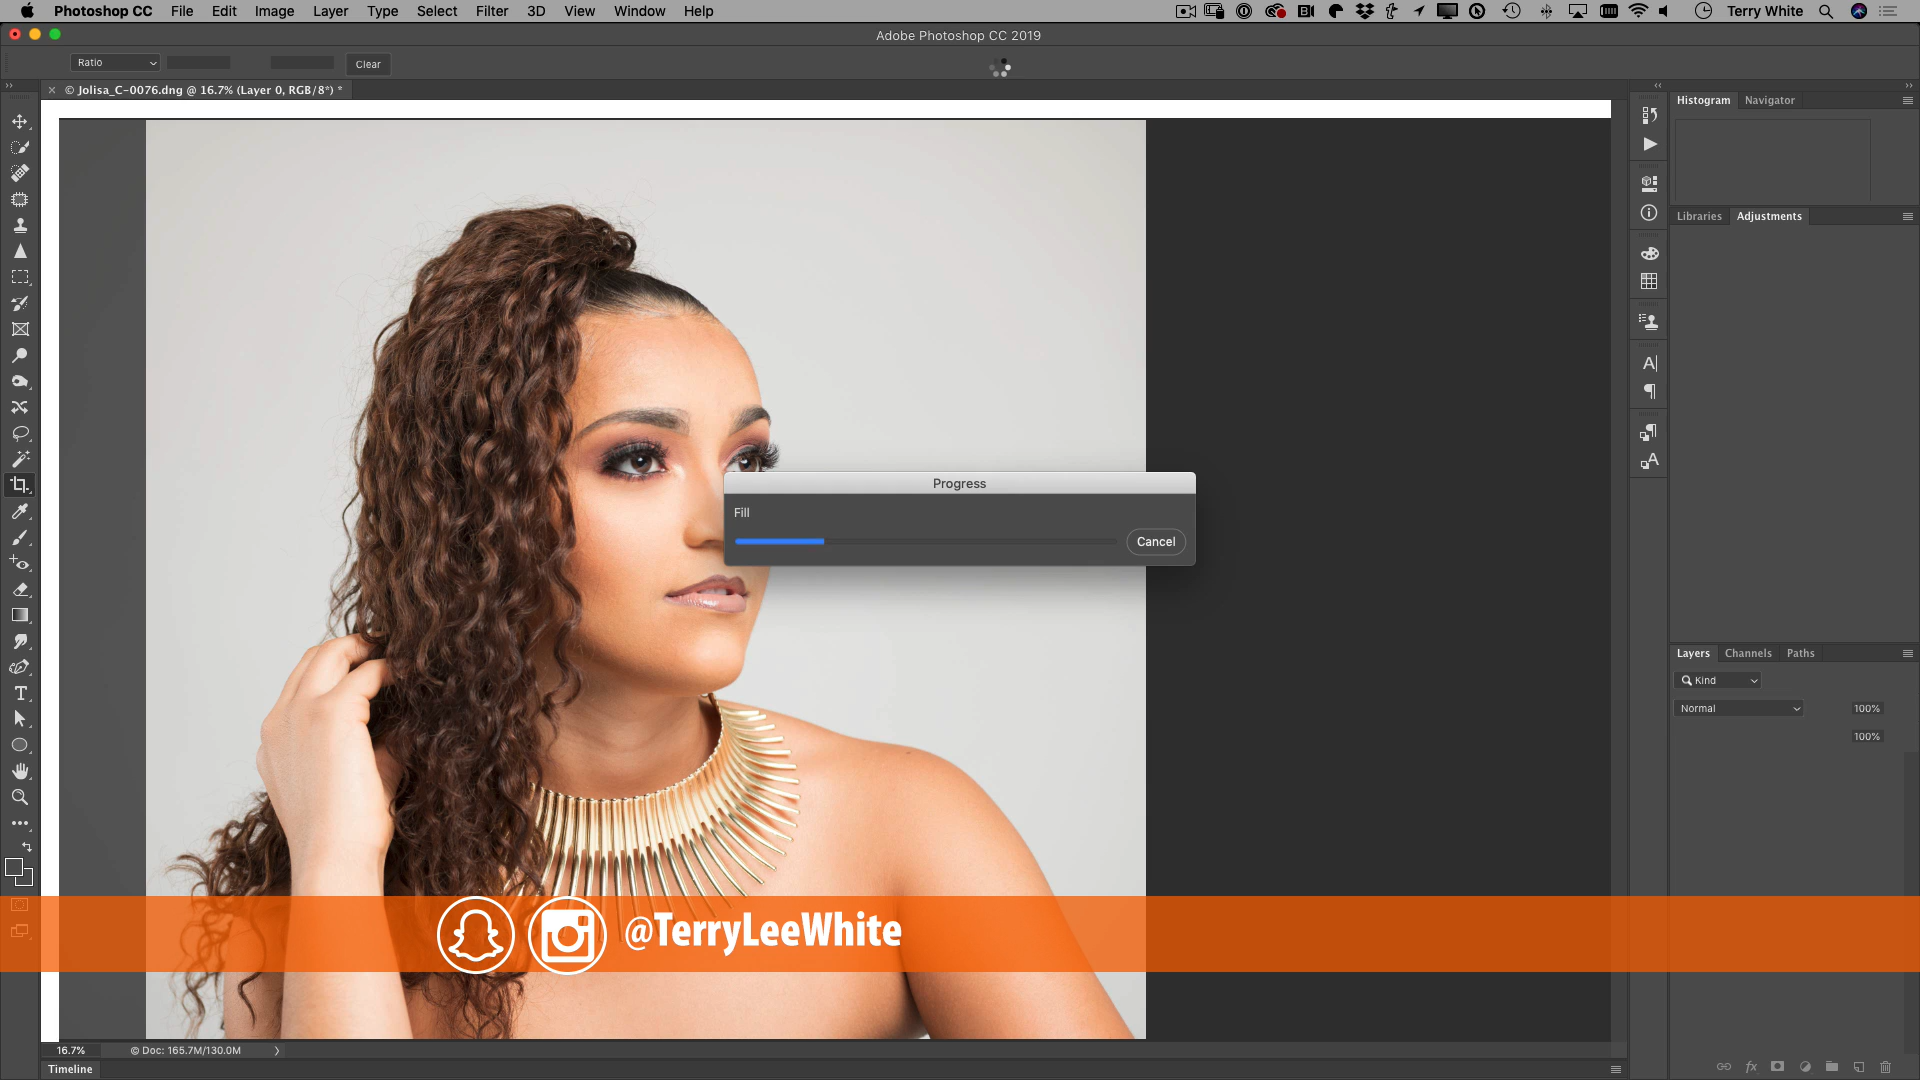 Photoshop CC File Edit Image Layer Type Select Filter 3D View Window Help Terry White
Adobe Photoshop CC 2019
Ratio Clear
© Jolisa_C-0076.dng @ 16.7% (Layer 0, RGB/8*) *
Histogram Navigator
Libraries Adjustments
Progress
Fill
Cancel
Layers Channels Paths
Kind
Normal 100%
100%
@TerryLeeWhite
16.7% © Doc: 165.7M/130.0M
Timeline